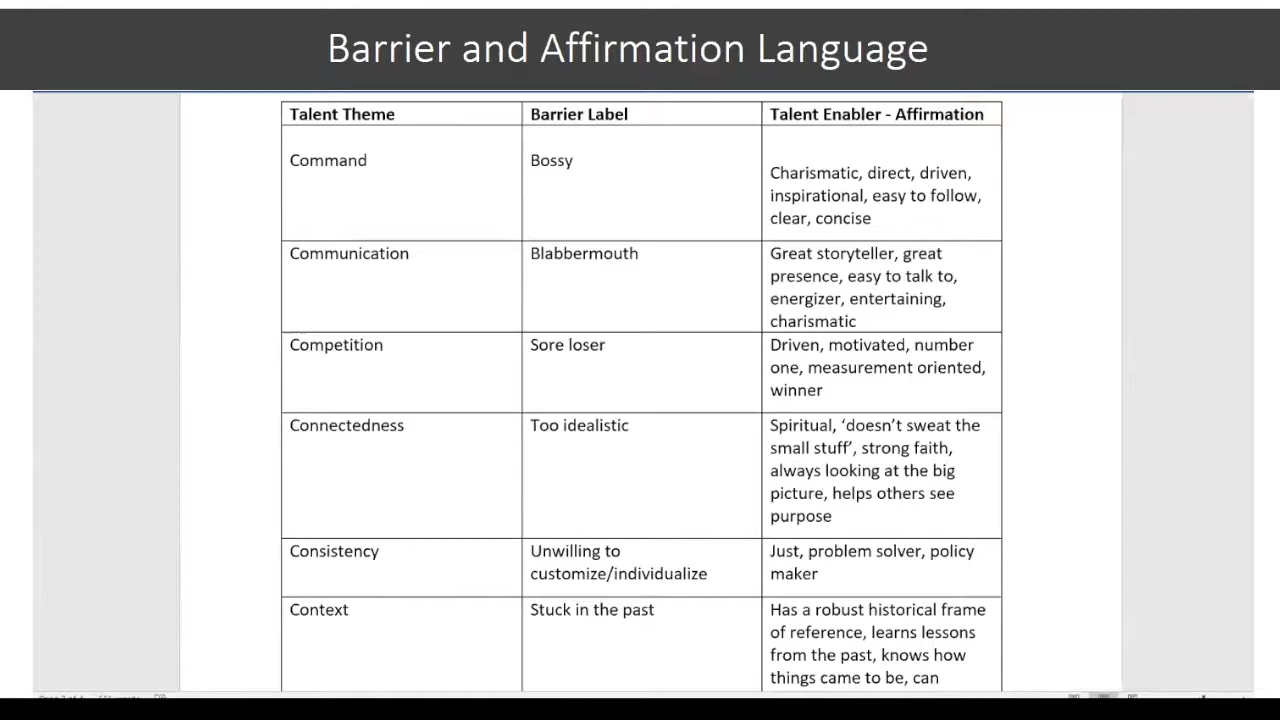 Barrier and Affirmation Language
Talent Theme Barrier Label Talent Enabler - Affirmation
Command Bossy
Charismatic, direct, driven,
inspirational, easy to follow,
clear, concise
Communication Blabbermouth Great storyteller, great
presence, easy to talk to,
energizer, entertaining,
charismatic
Competition Sore loser Driven, motivated, number
one, measurement oriented,
winner
Connectedness Too idealistic Spiritual, ‘doesn’t sweat the
small stuff’, strong faith,
always looking at the big
picture, helps others see
purpose
Consistency Unwilling to Just, problem solver, policy
customize/individualize maker
Context Stuck in the past Has a robust historical frame
of reference, learns lessons
from the past, knows how
things came to be, can